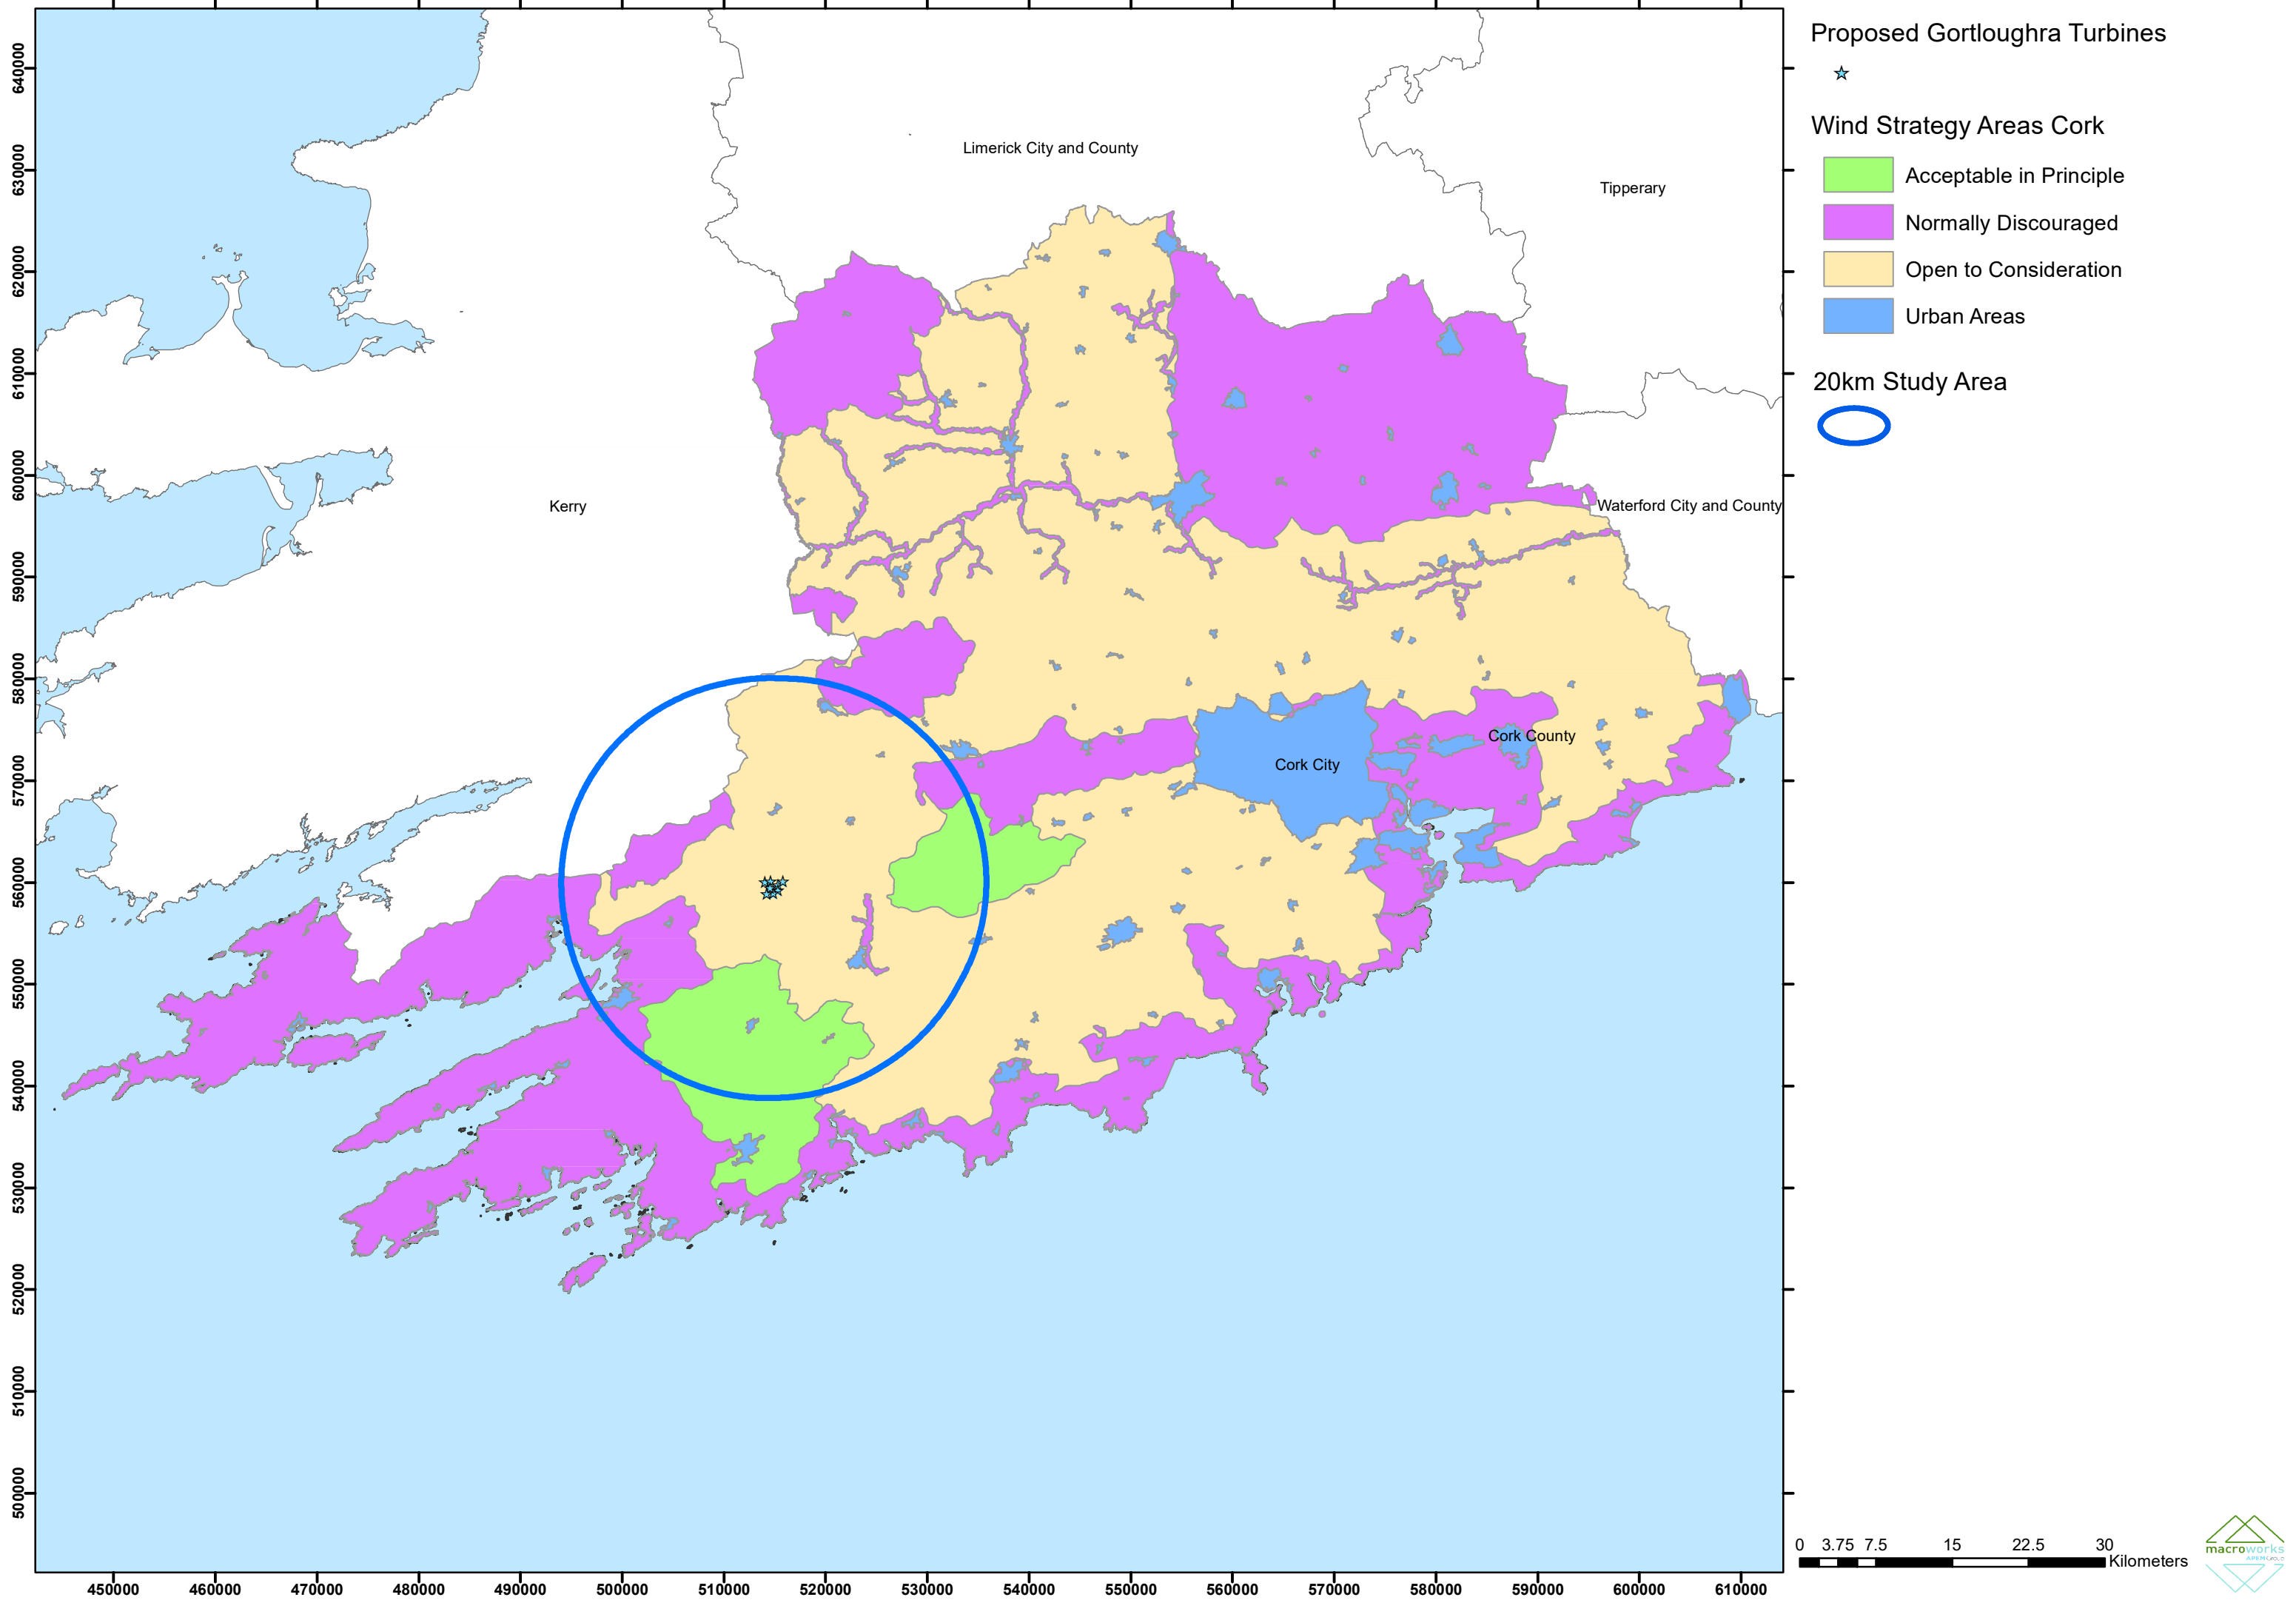 Proposed Gortloughra Turbines
Wind Strategy Areas Cork
Acceptable in Principle
Normally Discouraged
Open to Consideration
Urban Areas
20km Study Area
Limerick City and County
Tipperary
Kerry
Waterford City and County
Cork County
Cork City
640000
630000
620000
610000
600000
590000
580000
570000
560000
550000
540000
530000
520000
510000
500000
450000 460000 470000 480000 490000 500000 510000 520000 530000 540000 550000 560000 570000 580000 590000 600000 610000
0 3.75 7.5 15 22.5 30
Kilometers
macroworks